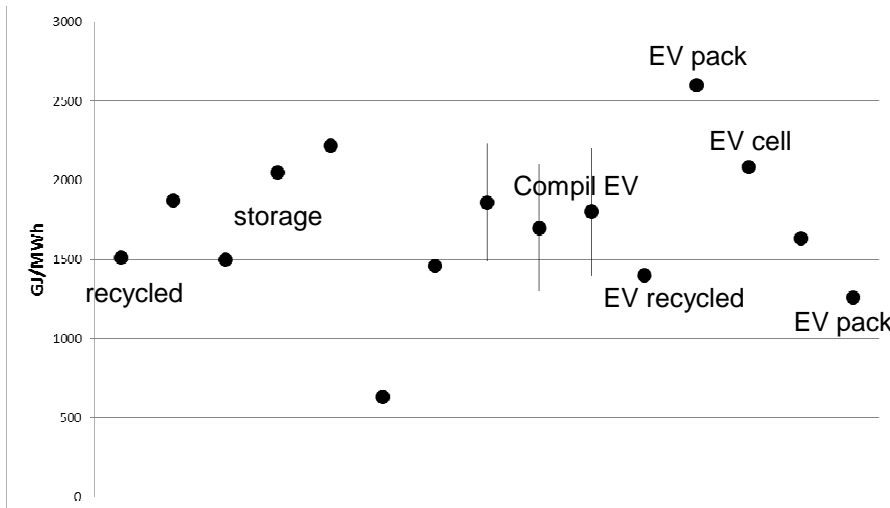 3000
EV pack
2500
EV cell
2000
Compil EV
storage
GJ/MWh
1500
recycled
EV recycled
EV pack
1000
500
0